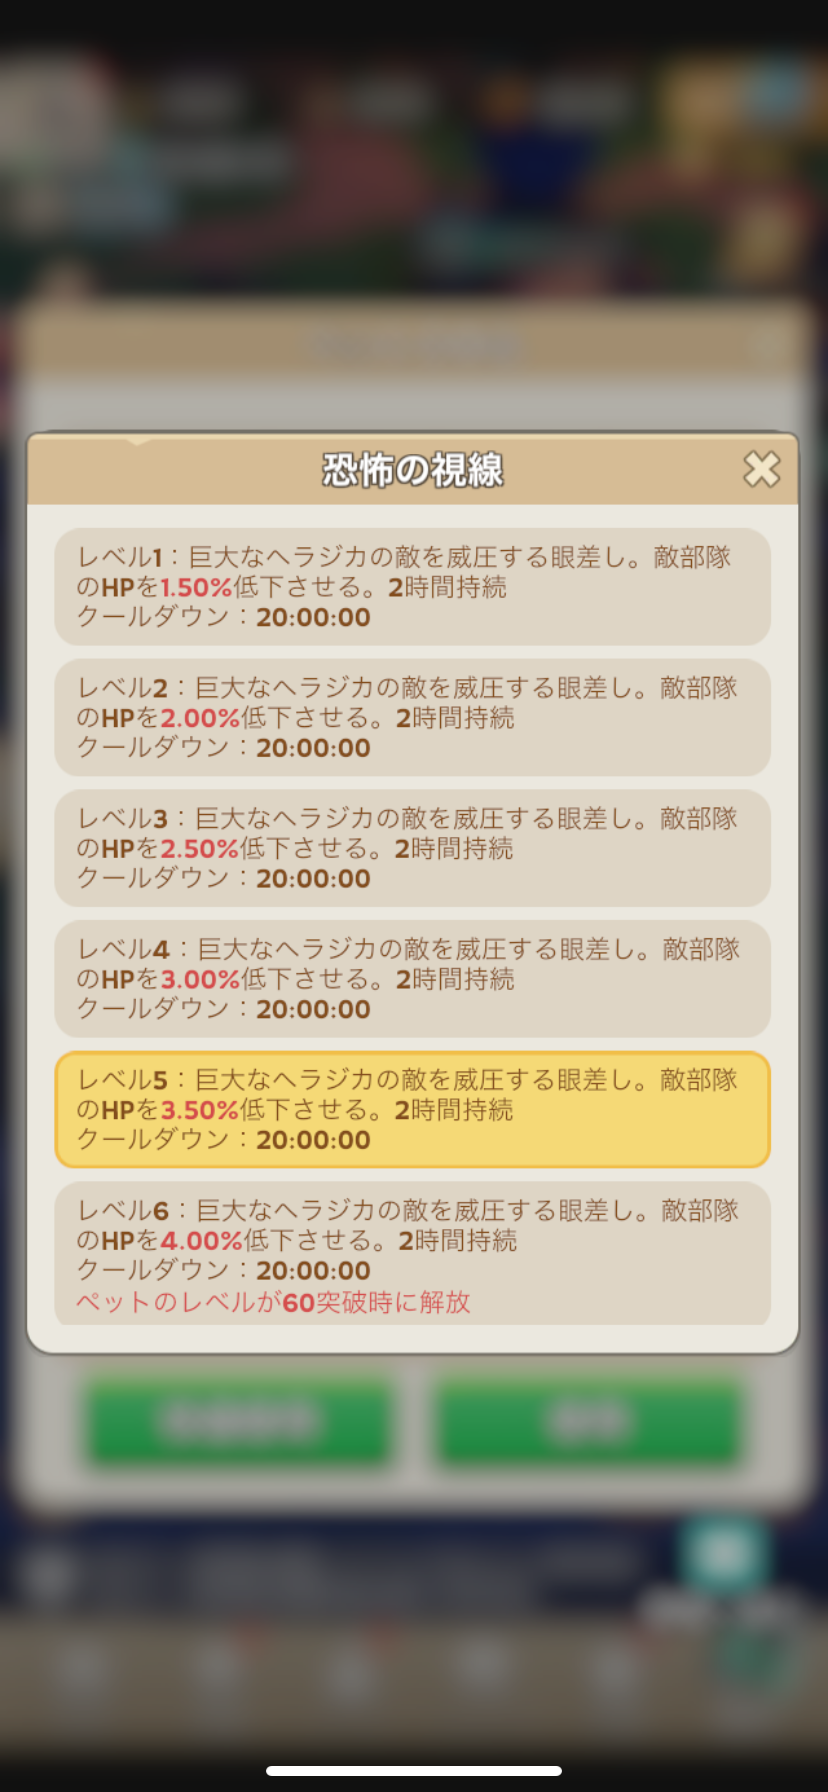 恐怖の視線
レベル1：巨大なヘラジカの敵を威圧する眼差し。敵部隊
のHPを1.50%低下させる。2時間持続
クールダウン：20:00:00
レベル2：巨大なヘラジカの敵を威圧する眼差し。敵部隊
のHPを2.00%低下させる。2時間持続
クールダウン：20:00:00
レベル3：巨大なヘラジカの敵を威圧する眼差し。敵部隊
のHPを2.50%低下させる。2時間持続
クールダウン：20:00:00
レベル4：巨大なヘラジカの敵を威圧する眼差し。敵部隊
のHPを3.00%低下させる。2時間持続
クールダウン：20:00:00
レベル5：巨大なヘラジカの敵を威圧する眼差し。敵部隊
のHPを3.50%低下させる。2時間持続
クールダウン：20:00:00
レベル6：巨大なヘラジカの敵を威圧する眼差し。敵部隊
のHPを4.00%低下させる。2時間持続
クールダウン：20:00:00
ペットのレベルが60突破時に解放